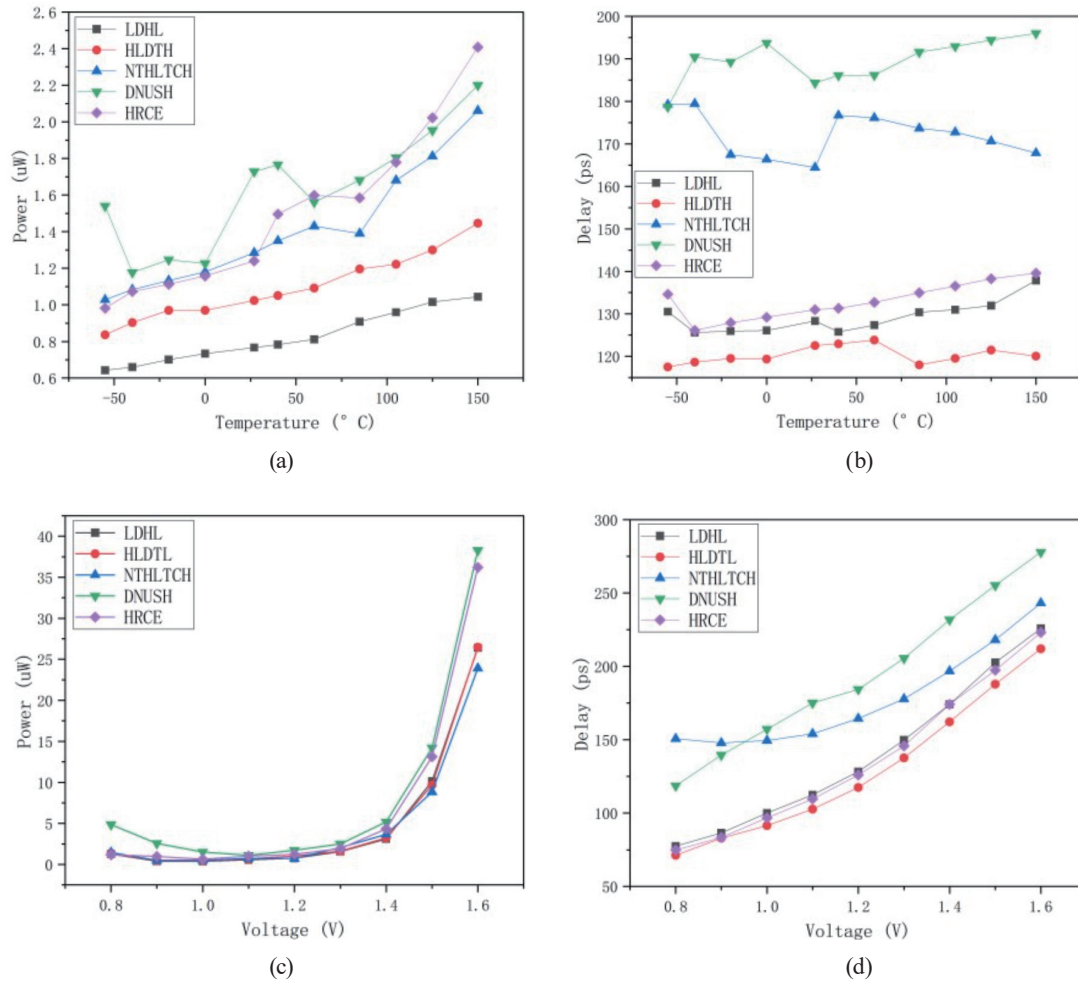 2.6
2.4
2.2
2.0
1.8
1.6
1.4
1.2
1.0
0.8
0.6
Power (uW)
LDHL
HLDTH
NTHLTCH
DNUSH
HRCE
-50 0 50 100 150
Temperature (° C)
(a)
200
190
180
170
160
140
130
120
Delay (ps)
LDHL
HLDTH
NTHLTCH
DNUSH
HRCE
-50 0 50 100 150
Temperature (° C)
(b)
40
35
30
25
20
15
10
5
0
Power (uW)
LDHL
HLDTL
NTHLTCH
DNUSH
HRCE
0.8 1.0 1.2 1.4 1.6
Voltage (V)
(c)
300
250
200
150
100
50
Delay (ps)
LDHL
HLDTL
NTHLTCH
DNUSH
HRCE
0.8 1.0 1.2 1.4 1.6
Voltage (V)
(d)